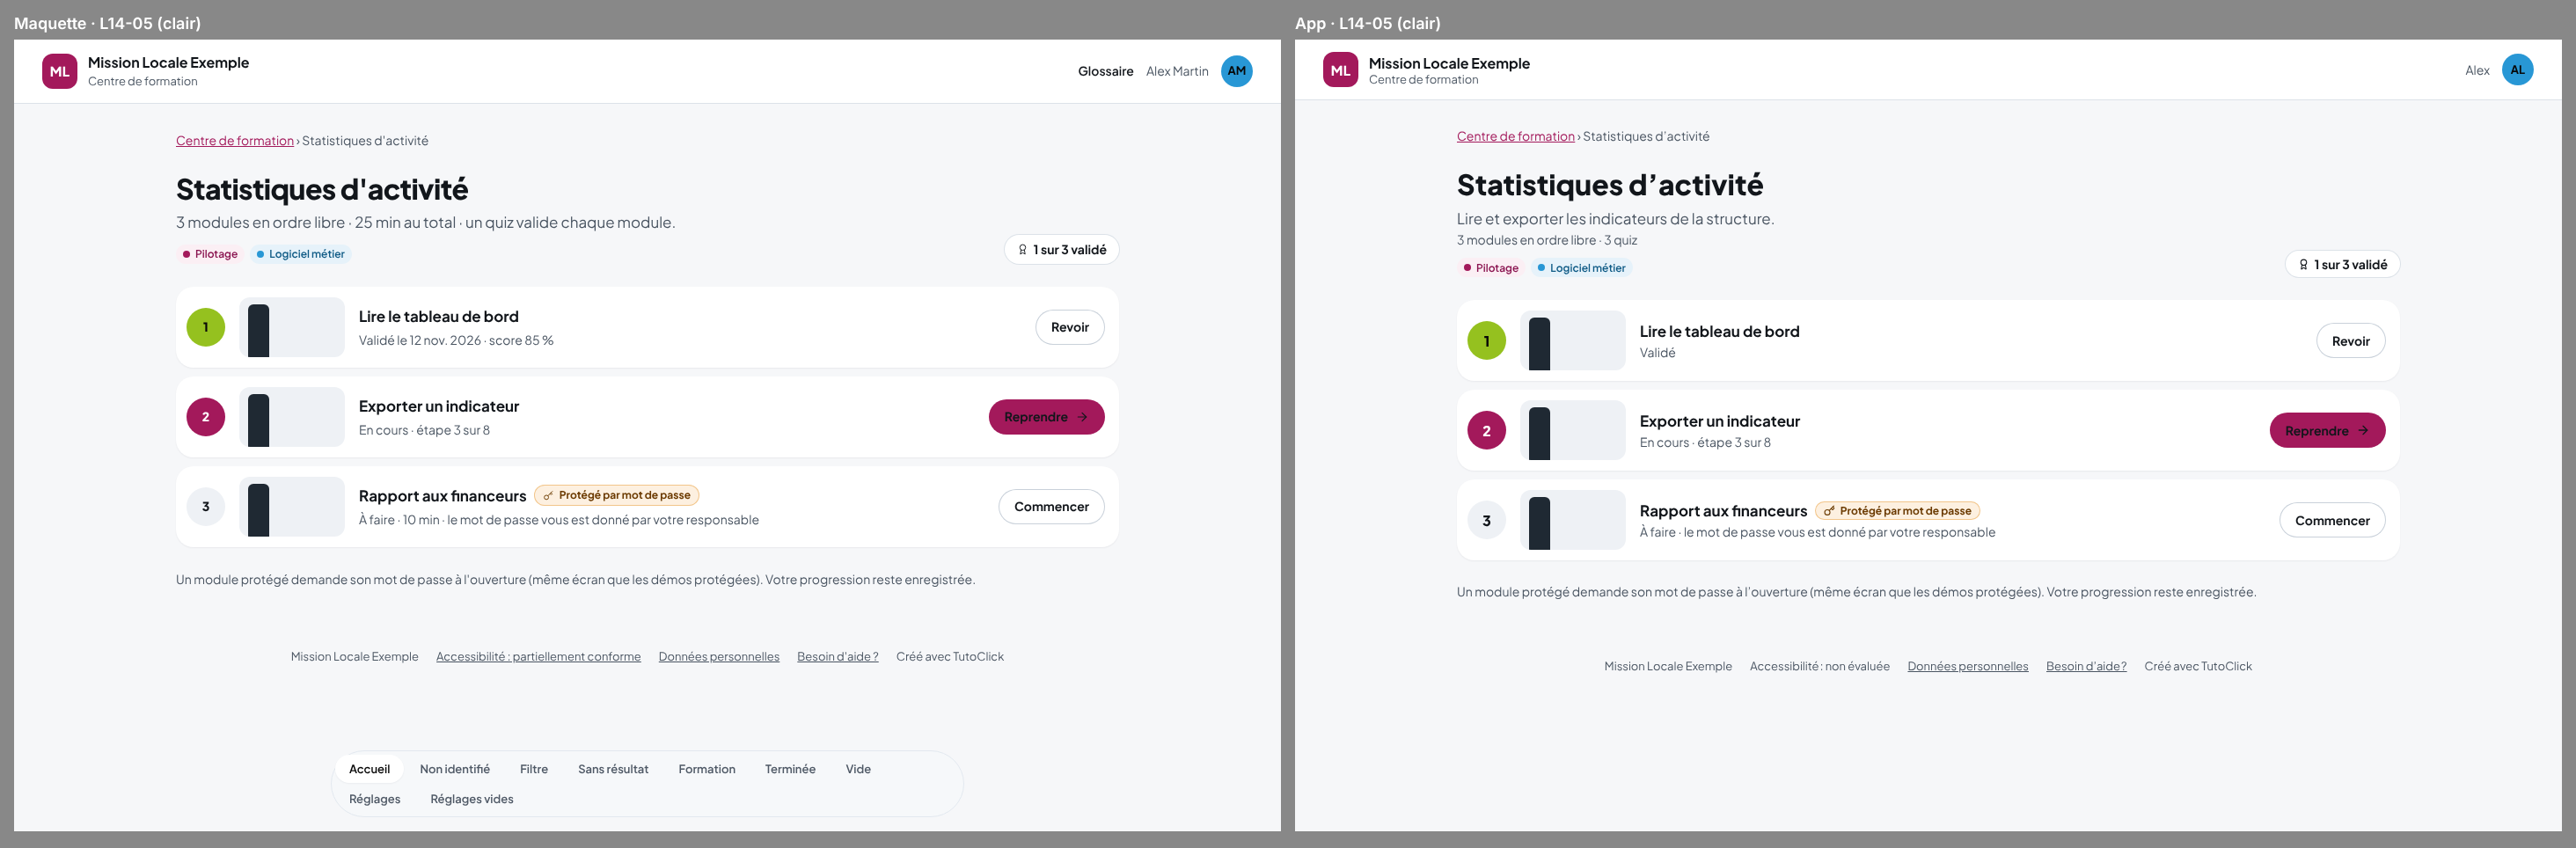 Maquette · L14-05 (clair)
ML
Mission Locale Exemple
Centre de formation
Glossaire
Alex Martin
AM
Centre de formation › Statistiques d'activité
Statistiques d'activité
3 modules en ordre libre · 25 min au total · un quiz valide chaque module.
Pilotage
Logiciel métier
1 sur 3 validé
1
Lire le tableau de bord
Validé le 12 nov. 2026 · score 85 %
Revoir
2
Exporter un indicateur
En cours · étape 3 sur 8
Reprendre →
3
Rapport aux financeurs
Protégé par mot de passe
À faire · 10 min · le mot de passe vous est donné par votre responsable
Commencer
Un module protégé demande son mot de passe à l'ouverture (même écran que les démos protégées). Votre progression reste enregistrée.
Mission Locale Exemple
Accessibilité : partiellement conforme
Données personnelles
Besoin d'aide ?
Créé avec TutoClick
Accueil
Non identifié
Filtre
Sans résultat
Formation
Terminée
Vide
Réglages
Réglages vides
App · L14-05 (clair)
ML
Mission Locale Exemple
Centre de formation
Alex
AL
Centre de formation › Statistiques d’activité
Statistiques d’activité
Lire et exporter les indicateurs de la structure.
3 modules en ordre libre · 3 quiz
Pilotage
Logiciel métier
1 sur 3 validé
1
Lire le tableau de bord
Validé
Revoir
2
Exporter un indicateur
En cours · étape 3 sur 8
Reprendre →
3
Rapport aux financeurs
Protégé par mot de passe
À faire · le mot de passe vous est donné par votre responsable
Commencer
Un module protégé demande son mot de passe à l’ouverture (même écran que les démos protégées). Votre progression reste enregistrée.
Mission Locale Exemple
Accessibilité : non évaluée
Données personnelles
Besoin d’aide ?
Créé avec TutoClick